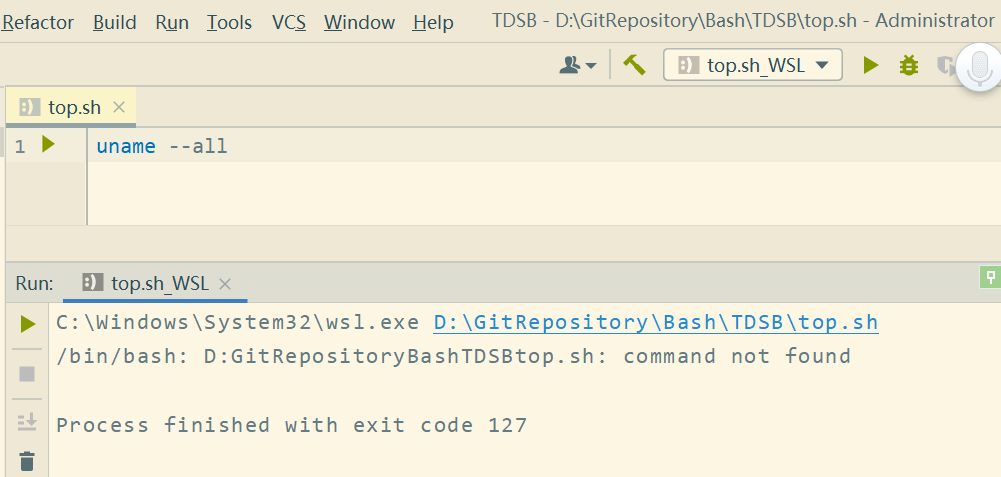 Refactor Build Run Tools VCS Window Help TDSB - D:\GitRepository\Bash\TDSB\top.sh - Administrator
:) top.sh_WSL
:) top.sh ×
1 uname --all
Run: :) top.sh_WSL ×
C:\Windows\System32\wsl.exe D:\GitRepository\Bash\TDSB\top.sh
/bin/bash: D:GitRepositoryBashTDSBtop.sh: command not found
Process finished with exit code 127